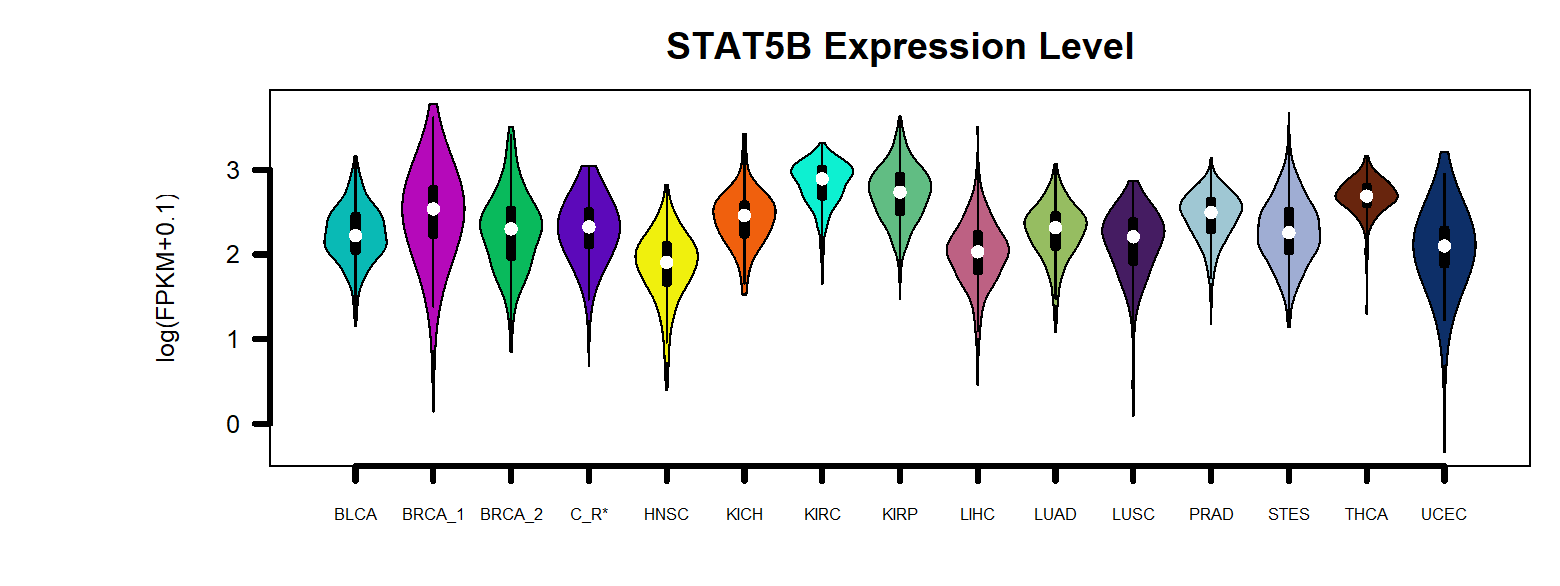 STAT5B Expression Level
log(FPKM+0.1)
3
2
1
0
BLCA BRCA_1 BRCA_2 C_R* HNSC KICH KIRC KIRP LIHC LUAD LUSC PRAD STES THCA UCEC